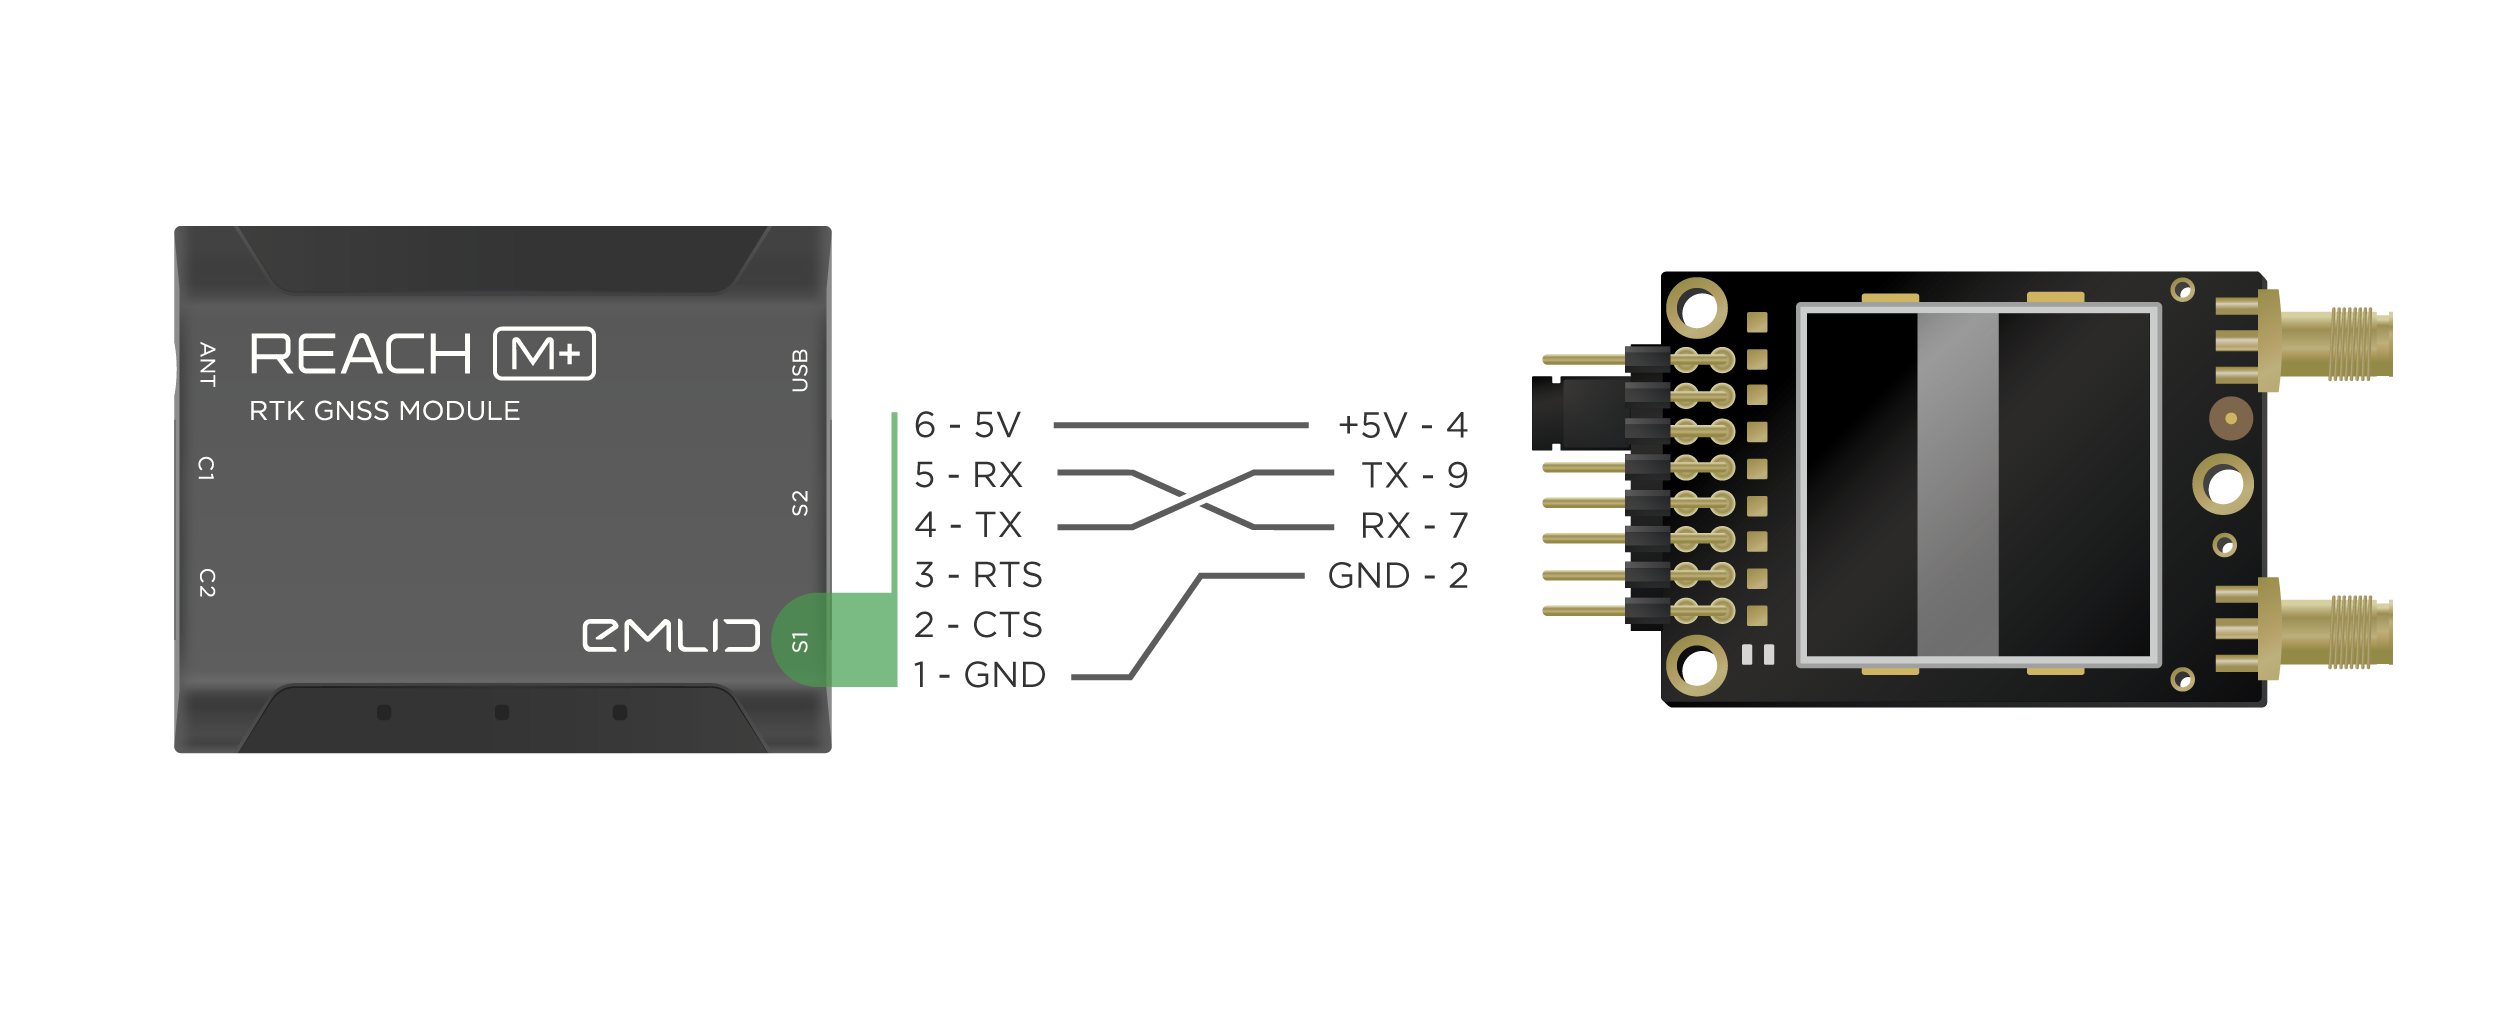 REACH M+
RTK GNSS MODULE
ANT
C1
C2
USB
S2
S1
EMLID
6 - 5V
5 - RX
4 - TX
3 - RTS
2 - CTS
1 - GND
+5V - 4
TX - 9
RX - 7
GND - 2